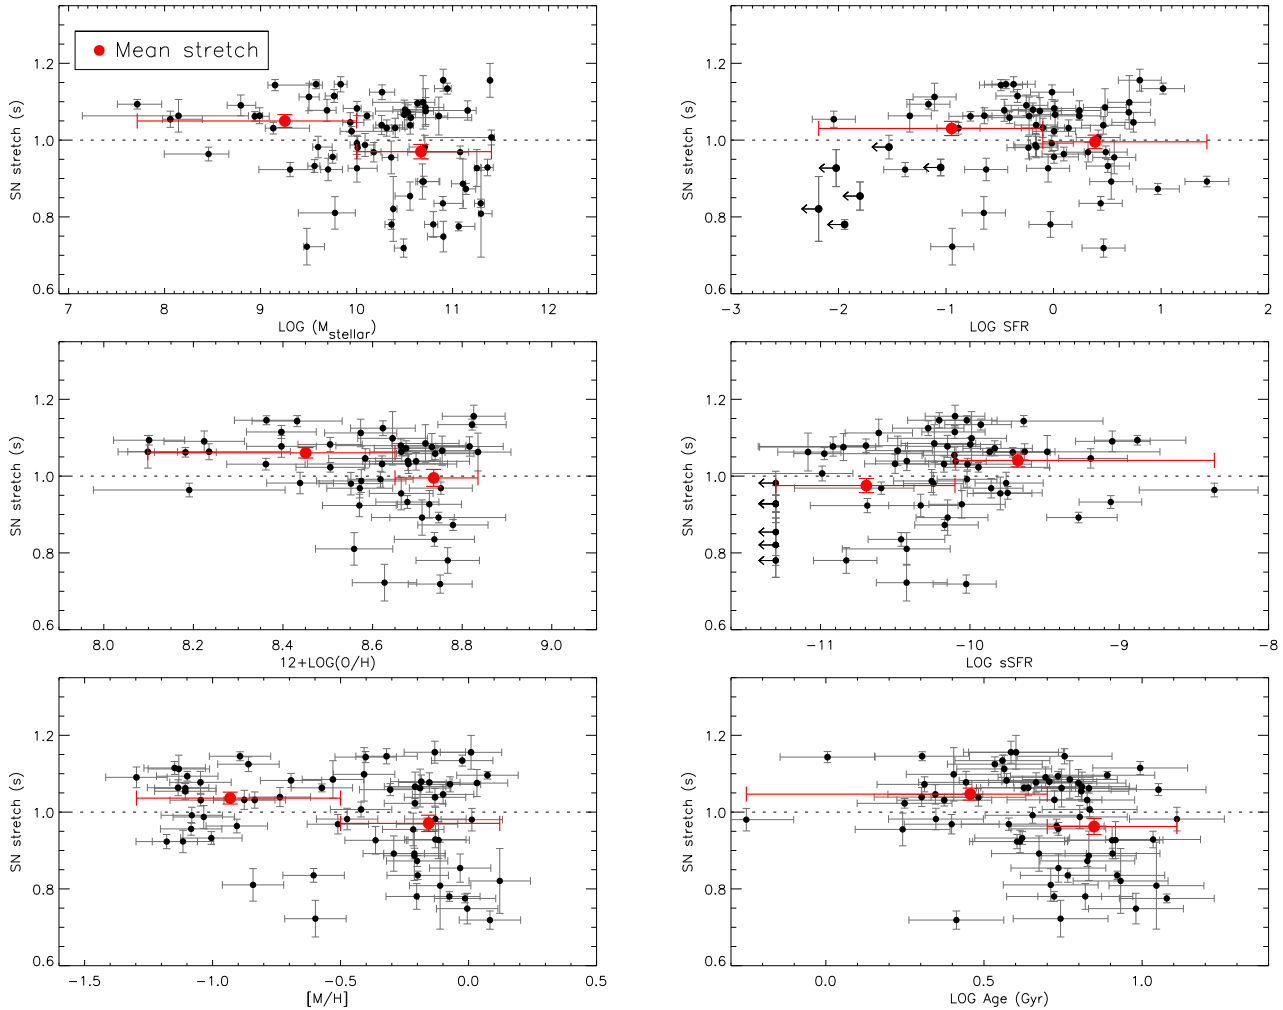 Mean stretch
SN stretch (s)
1.2
1.0
0.8
0.6
7 8 9 10 11 12
LOG (M_stellar)
SN stretch (s)
1.2
1.0
0.8
0.6
−3 −2 −1 0 1 2
LOG SFR
SN stretch (s)
1.2
1.0
0.8
0.6
8.0 8.2 8.4 8.6 8.8 9.0
12+LOG(O/H)
SN stretch (s)
1.2
1.0
0.8
0.6
−11 −10 −9 −8
LOG sSFR
SN stretch (s)
1.2
1.0
0.8
0.6
−1.5 −1.0 −0.5 0.0 0.5
[M/H]
SN stretch (s)
1.2
1.0
0.8
0.6
0.0 0.5 1.0
LOG Age (Gyr)